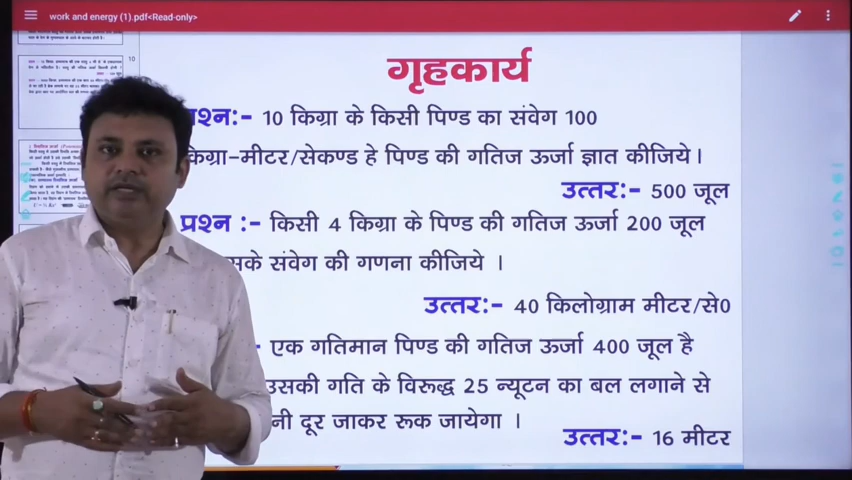 work and energy (1).pdf<Read-only>
10
गृहकार्य
प्रश्न:- 10 किग्रा के किसी पिण्ड का संवेग 100
किग्रा-मीटर/सेकण्ड हे पिण्ड की गतिज ऊर्जा ज्ञात कीजिये।
उत्तर:- 500 जूल
प्रश्न :- किसी 4 किग्रा के पिण्ड की गतिज ऊर्जा 200 जूल
सके संवेग की गणना कीजिये ।
उत्तर:- 40 किलोग्राम मीटर/से0
:- एक गतिमान पिण्ड की गतिज ऊर्जा 400 जूल है
उसकी गति के विरूद्ध 25 न्यूटन का बल लगाने से
नी दूर जाकर रूक जायेगा ।
उत्तर:- 16 मीटर